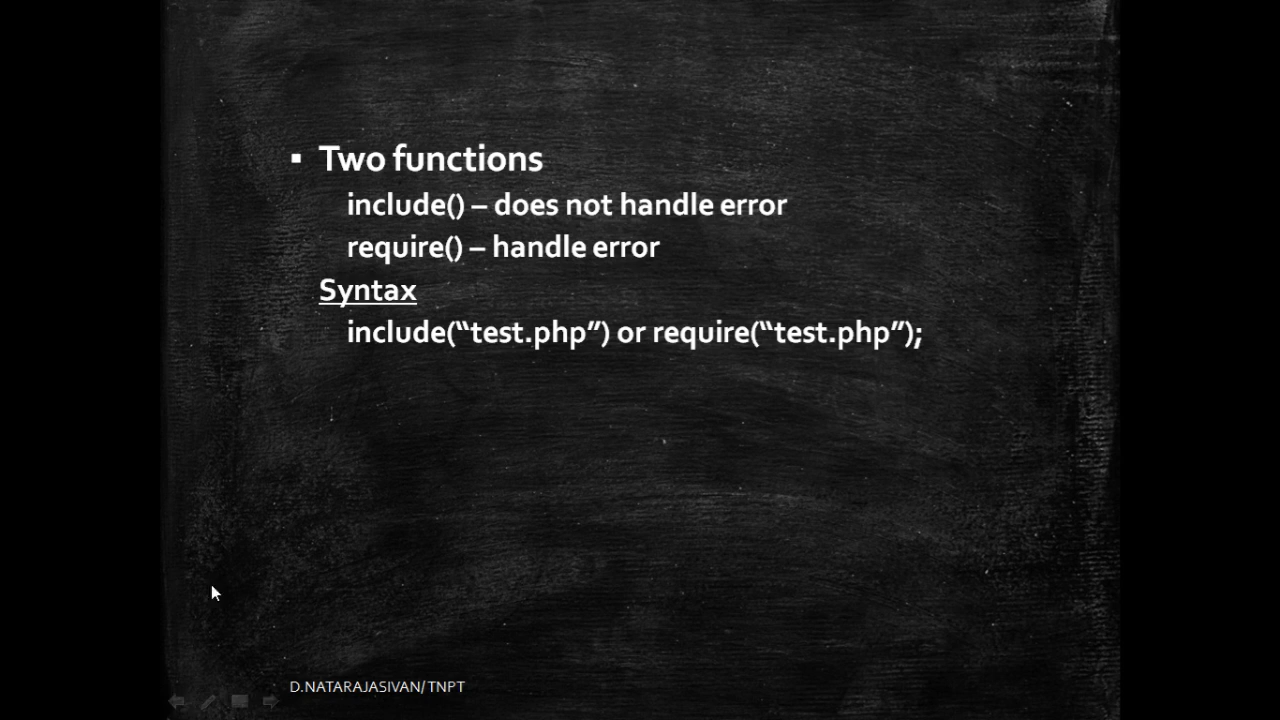 ▪ Two functions
include() – does not handle error
require() – handle error
Syntax
include(“test.php”) or require(“test.php”);
D.NATARAJASIVAN/TNPT